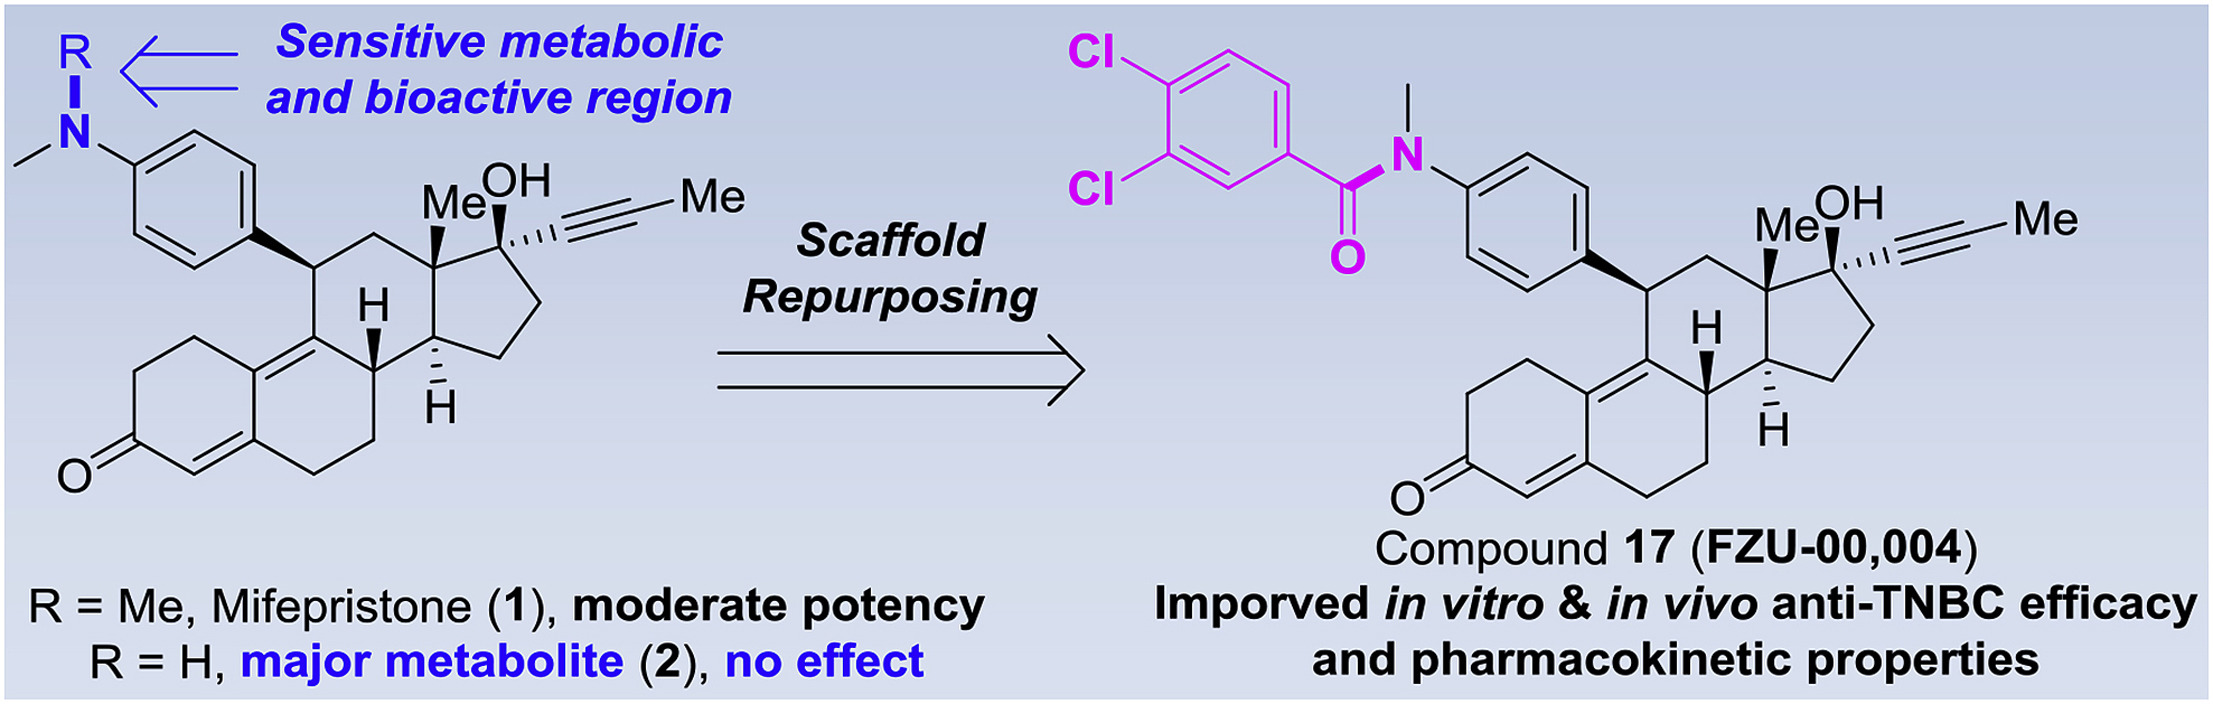 R
N
Sensitive metabolic
and bioactive region
Me
OH
Me
H
H
O
Scaffold
Repurposing
Cl
Cl
O
N
Me
OH
Me
H
H
O
R = Me, Mifepristone (1), moderate potency
R = H, major metabolite (2), no effect
Compound 17 (FZU-00,004)
Imporved in vitro & in vivo anti-TNBC efficacy
and pharmacokinetic properties